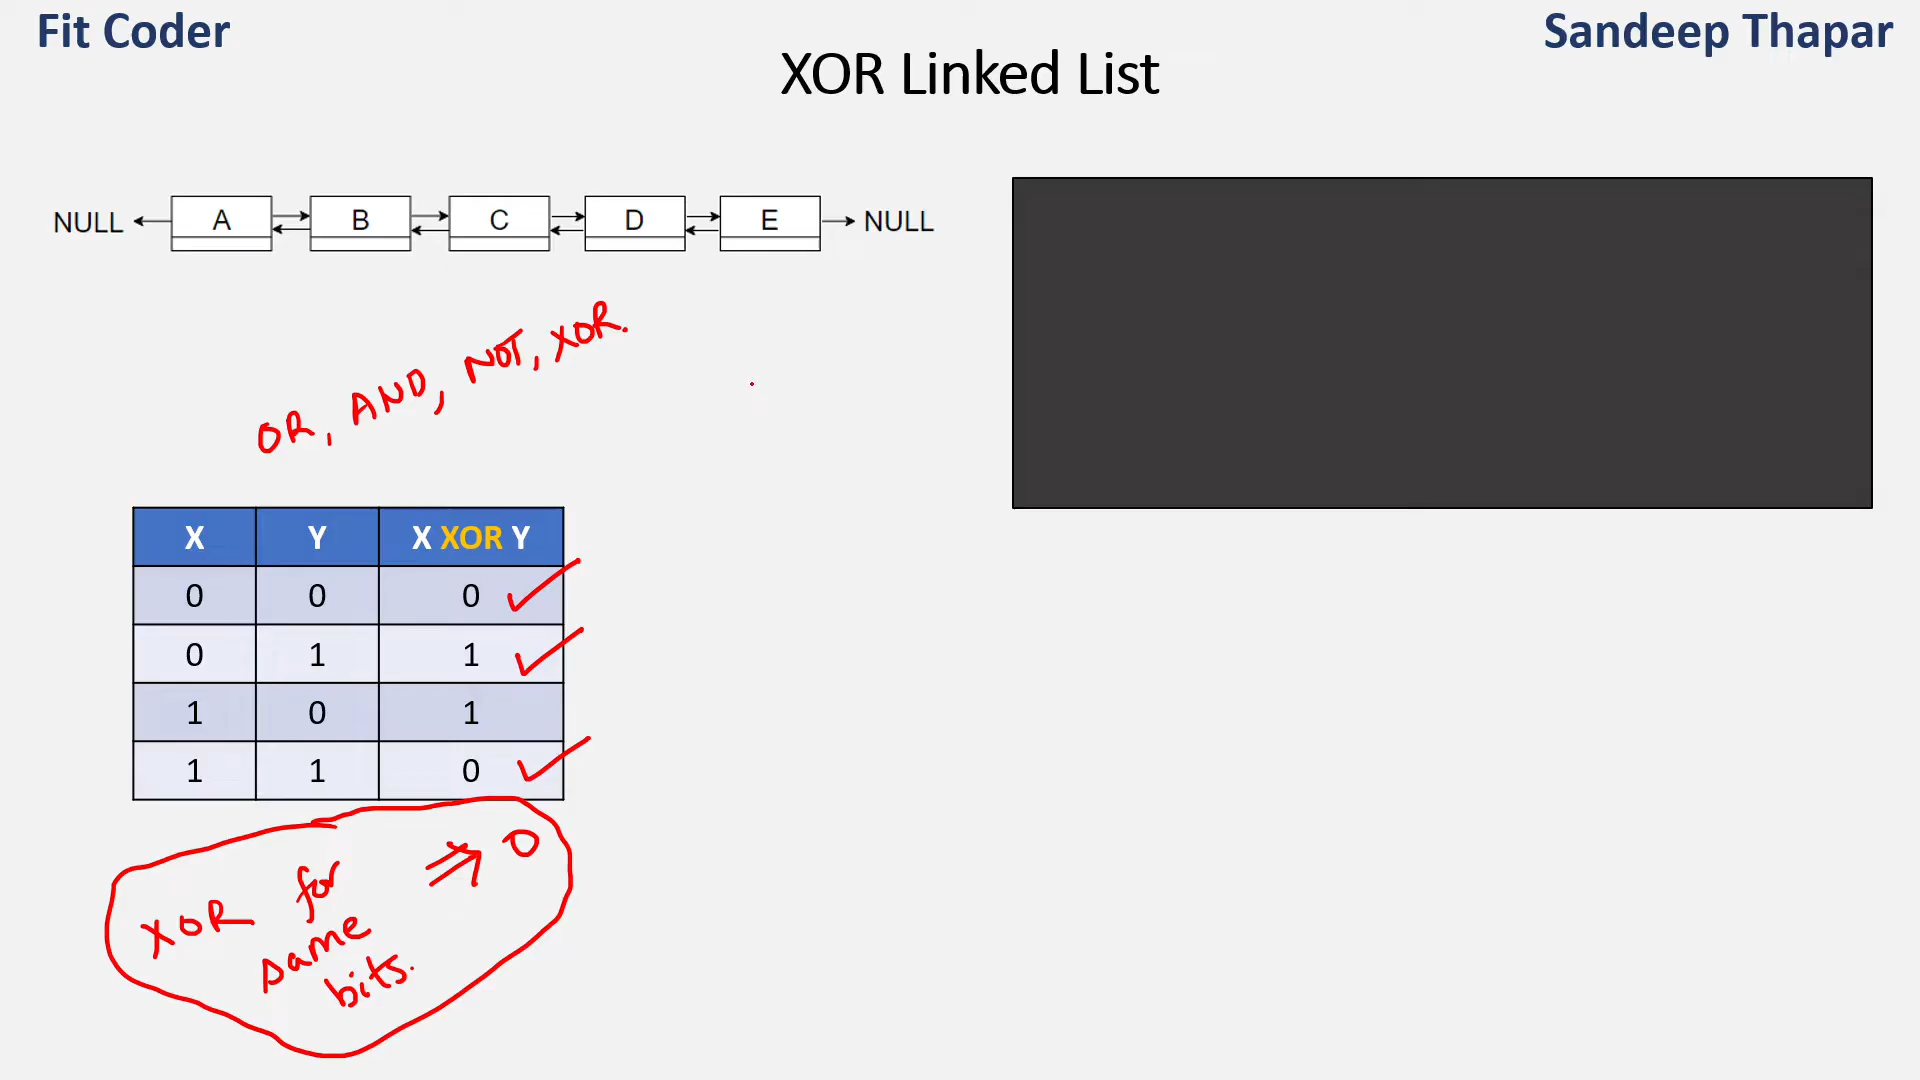 Fit Coder
Sandeep Thapar
XOR Linked List
NULL A B C D E NULL
OR, AND, NOT, XOR.
X Y X XOR Y
0 0 0
0 1 1
1 0 1
1 1 0
XOR for same bits. ⇒ 0